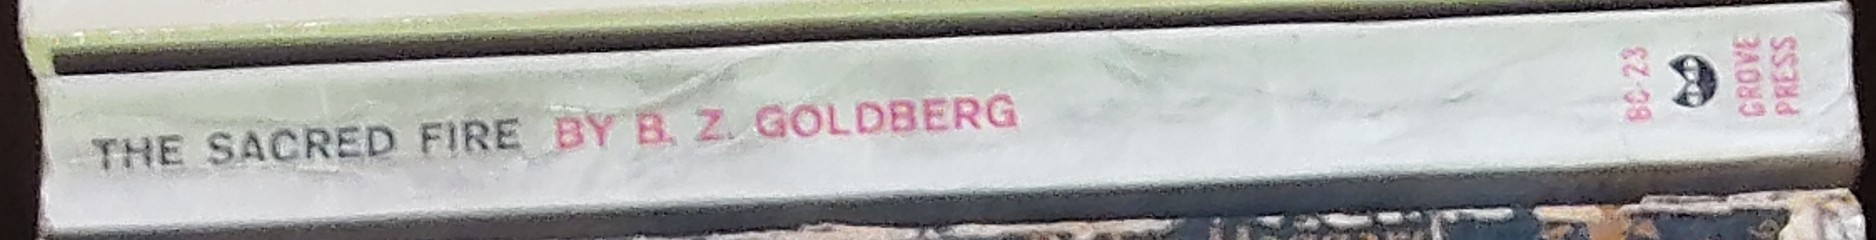 THE SACRED FIRE BY B. Z. GOLDBERG
BC-23
GROVE
PRESS